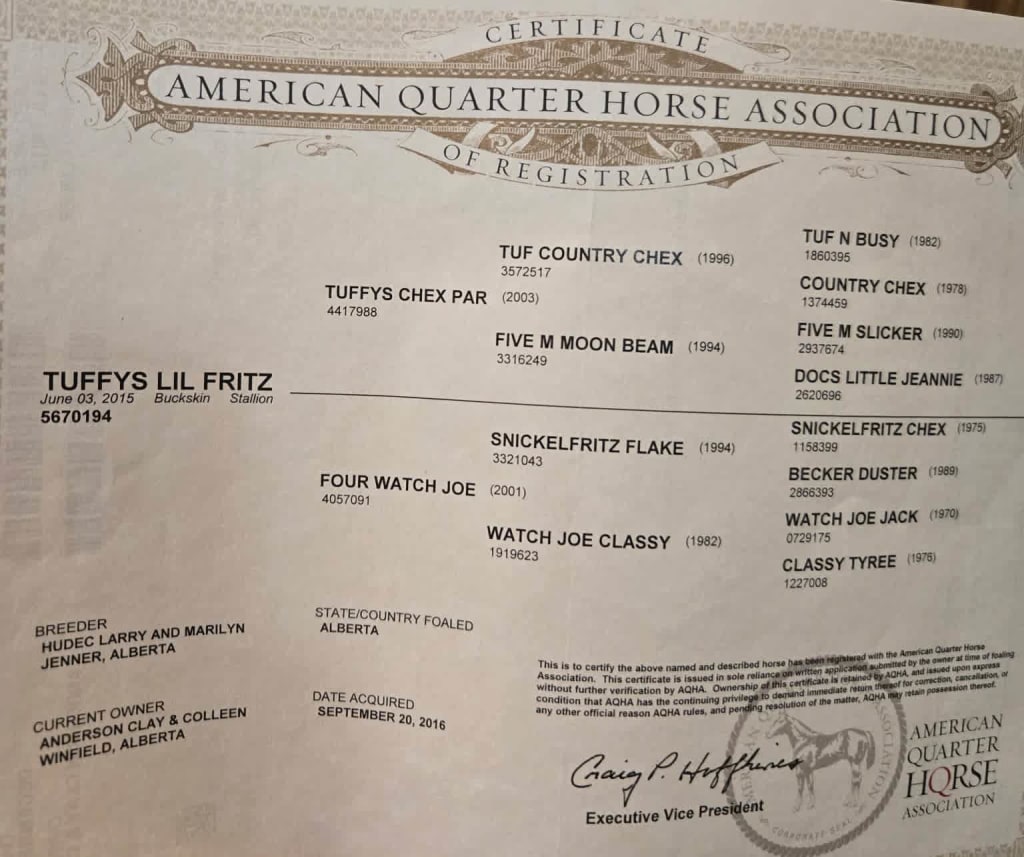 CERTIFICATE
AMERICAN QUARTER HORSE ASSOCIATION
OF REGISTRATION
TUF N BUSY (1982)
1860395
TUF COUNTRY CHEX (1996)
3572517
COUNTRY CHEX (1978)
1374459
TUFFYS CHEX PAR (2003)
4417988
FIVE M SLICKER (1990)
2937674
FIVE M MOON BEAM (1994)
3316249
DOCS LITTLE JEANNIE (1987)
2620696
TUFFYS LIL FRITZ
June 03, 2015 Buckskin Stallion
5670194
SNICKELFRITZ CHEX (1975)
1158399
SNICKELFRITZ FLAKE (1994)
3321043
BECKER DUSTER (1989)
2866393
FOUR WATCH JOE (2001)
4057091
WATCH JOE JACK (1970)
0729175
WATCH JOE CLASSY (1982)
1919623
CLASSY TYREE
1227008
BREEDER
HUDEC LARRY AND MARILYN
JENNER, ALBERTA
STATE/COUNTRY FOALED
ALBERTA
CURRENT OWNER
ANDERSON CLAY & COLLEEN
WINFIELD, ALBERTA
DATE ACQUIRED
SEPTEMBER 20, 2016
This is to certify the above named and described horse has been registered with the American Quarter Horse
Association. This certificate is issued in sole reliance on written application submitted by the owner at time of foaling
without further verification by AQHA. Ownership of this certificate is retained by AQHA, and issued upon express
condition that AQHA has the continuing privilege to demand immediate return thereof for correction, cancellation, or
any other official reason AQHA rules, and pending resolution of the matter, AQHA may retain possession thereof.
Craig P. Huffhines
Executive Vice President
AMERICAN
QUARTER
HORSE
ASSOCIATION
CORPORATE SEAL